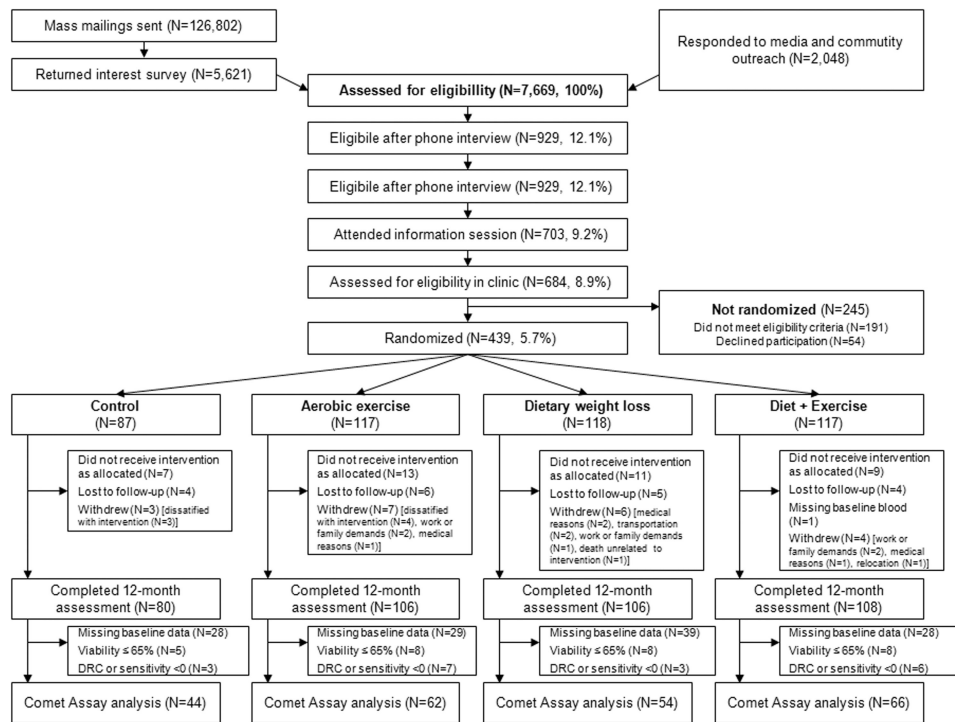 Mass mailings sent (N=126,802)
Returned interest survey (N=5,621)
Responded to media and commutity
outreach (N=2,048)
Assessed for eligibillity (N=7,669, 100%)
Eligibile after phone interview (N=929, 12.1%)
Eligibile after phone interview (N=929, 12.1%)
Attended information session (N=703, 9.2%)
Assessed for eligibility in clinic (N=684, 8.9%)
Not randomized (N=245)
Did not meet eligibility criteria (N=191)
Declined participation (N=54)
Randomized (N=439, 5.7%)
Control
(N=87)
Did not receive intervention
as allocated (N=7)
Lost to follow-up (N=4)
Withdrew (N=3) [dissatified
with intervention (N=3)]
Completed 12-month
assessment (N=80)
Missing baseline data (N=28)
Viability ≤ 65% (N=5)
DRC or sensitivity <0 (N=3)
Comet Assay analysis (N=44)
Aerobic exercise
(N=117)
Did not receive intervention
as allocated (N=13)
Lost to follow-up (N=6)
Withdrew (N=7) [dissatified
with intervention (N=4), work or
family demands (N=2), medical
reasons (N=1)]
Completed 12-month
assessment (N=106)
Missing baseline data (N=29)
Viability ≤ 65% (N=8)
DRC or sensitivity <0 (N=7)
Comet Assay analysis (N=62)
Dietary weight loss
(N=118)
Did not receive intervention
as allocated (N=11)
Lost to follow-up (N=5)
Withdrew (N=6) [medical
reasons (N=2), transportation
(N=2), work or family demands
(N=1), death unrelated to
intervention (N=1)]
Completed 12-month
assessment (N=106)
Missing baseline data (N=39)
Viability ≤ 65% (N=8)
DRC or sensitivity <0 (N=3)
Comet Assay analysis (N=54)
Diet + Exercise
(N=117)
Did not receive intervention
as allocated (N=9)
Lost to follow-up (N=4)
Missing baseline blood
(N=1)
Withdrew (N=4) [work or
family demands (N=2), medical
reasons (N=1), relocation (N=1)]
Completed 12-month
assessment (N=108)
Missing baseline data (N=28)
Viability ≤ 65% (N=8)
DRC or sensitivity <0 (N=6)
Comet Assay analysis (N=66)